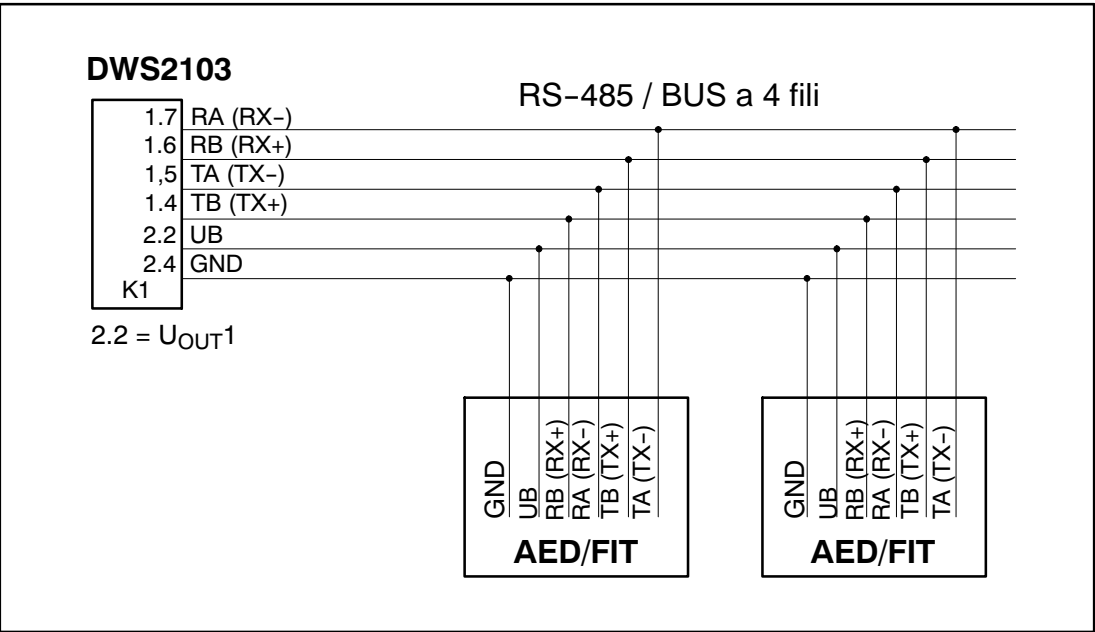 DWS2103
RS-485 / BUS a 4 fili
1.7 RA (RX-)
1.6 RB (RX+)
1,5 TA (TX-)
1.4 TB (TX+)
2.2 UB
2.4 GND
K1
2.2 = UOUT1
GND
UB
RB (RX+)
RA (RX-)
TB (TX+)
TA (TX-)
AED/FIT
GND
UB
RB (RX+)
RA (RX-)
TB (TX+)
TA (TX-)
AED/FIT